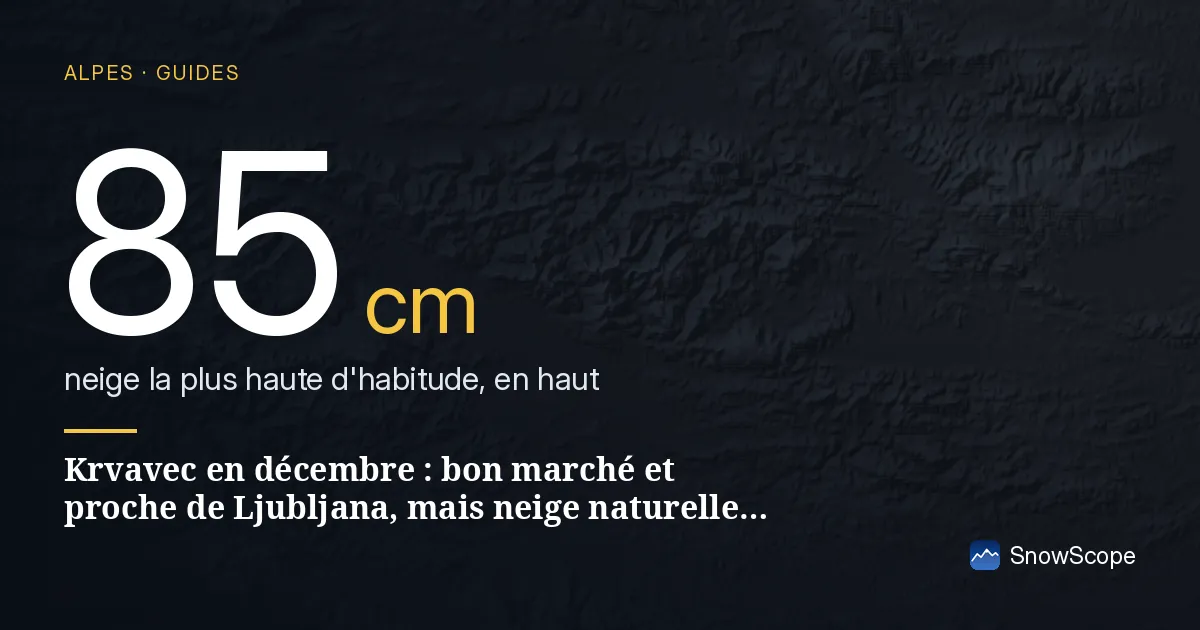 ALPES · GUIDES
85 cm
neige la plus haute d'habitude, en haut
Krvavec en décembre : bon marché et
proche de Ljubljana, mais neige naturelle…
SnowScope